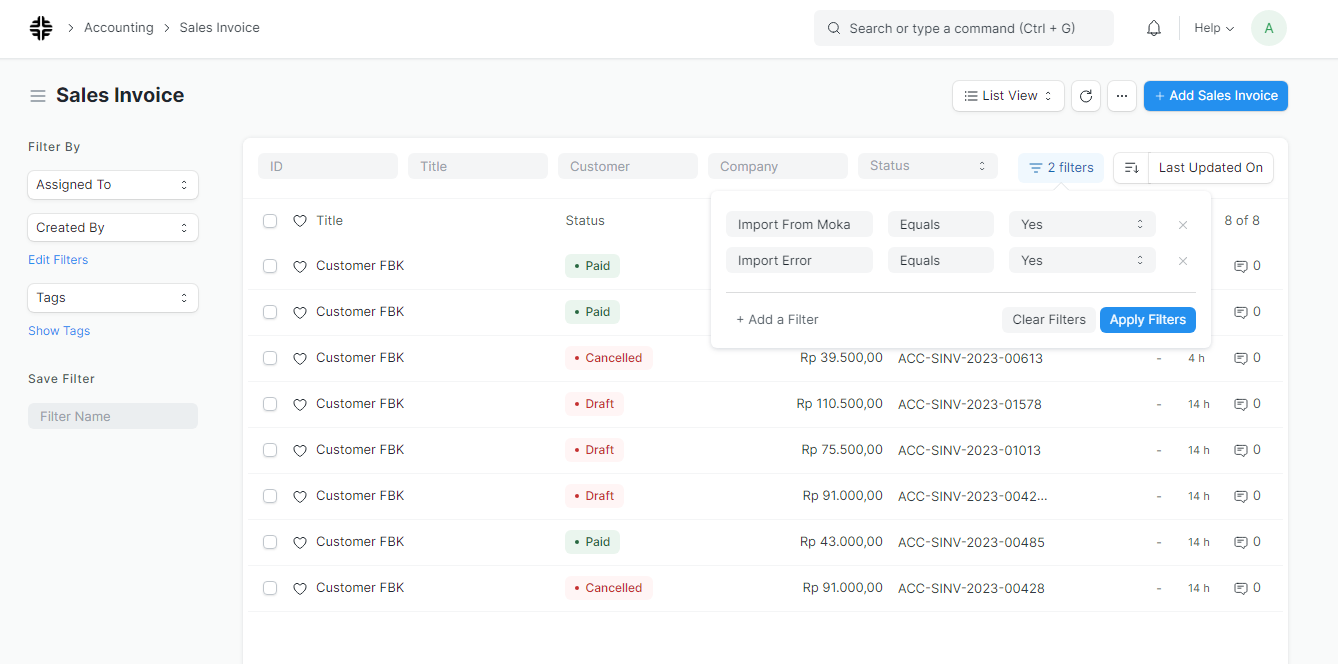 Accounting Sales Invoice
Search or type a command (Ctrl + G)
Help
A
Sales Invoice
List View
...
+ Add Sales Invoice
Filter By
Assigned To
Created By
Edit Filters
Tags
Show Tags
Save Filter
Filter Name
ID Title Customer Company Status 2 filters Last Updated On
Import From Moka Equals Yes
Import Error Equals Yes
+ Add a Filter Clear Filters Apply Filters
Title Status 8 of 8
Customer FBK • Paid 0
Customer FBK • Paid 0
Customer FBK • Cancelled Rp 39.500,00 ACC-SINV-2023-00613 - 4 h 0
Customer FBK • Draft Rp 110.500,00 ACC-SINV-2023-01578 - 14 h 0
Customer FBK • Draft Rp 75.500,00 ACC-SINV-2023-01013 - 14 h 0
Customer FBK • Draft Rp 91.000,00 ACC-SINV-2023-0042... - 14 h 0
Customer FBK • Paid Rp 43.000,00 ACC-SINV-2023-00485 - 14 h 0
Customer FBK • Cancelled Rp 91.000,00 ACC-SINV-2023-00428 - 14 h 0